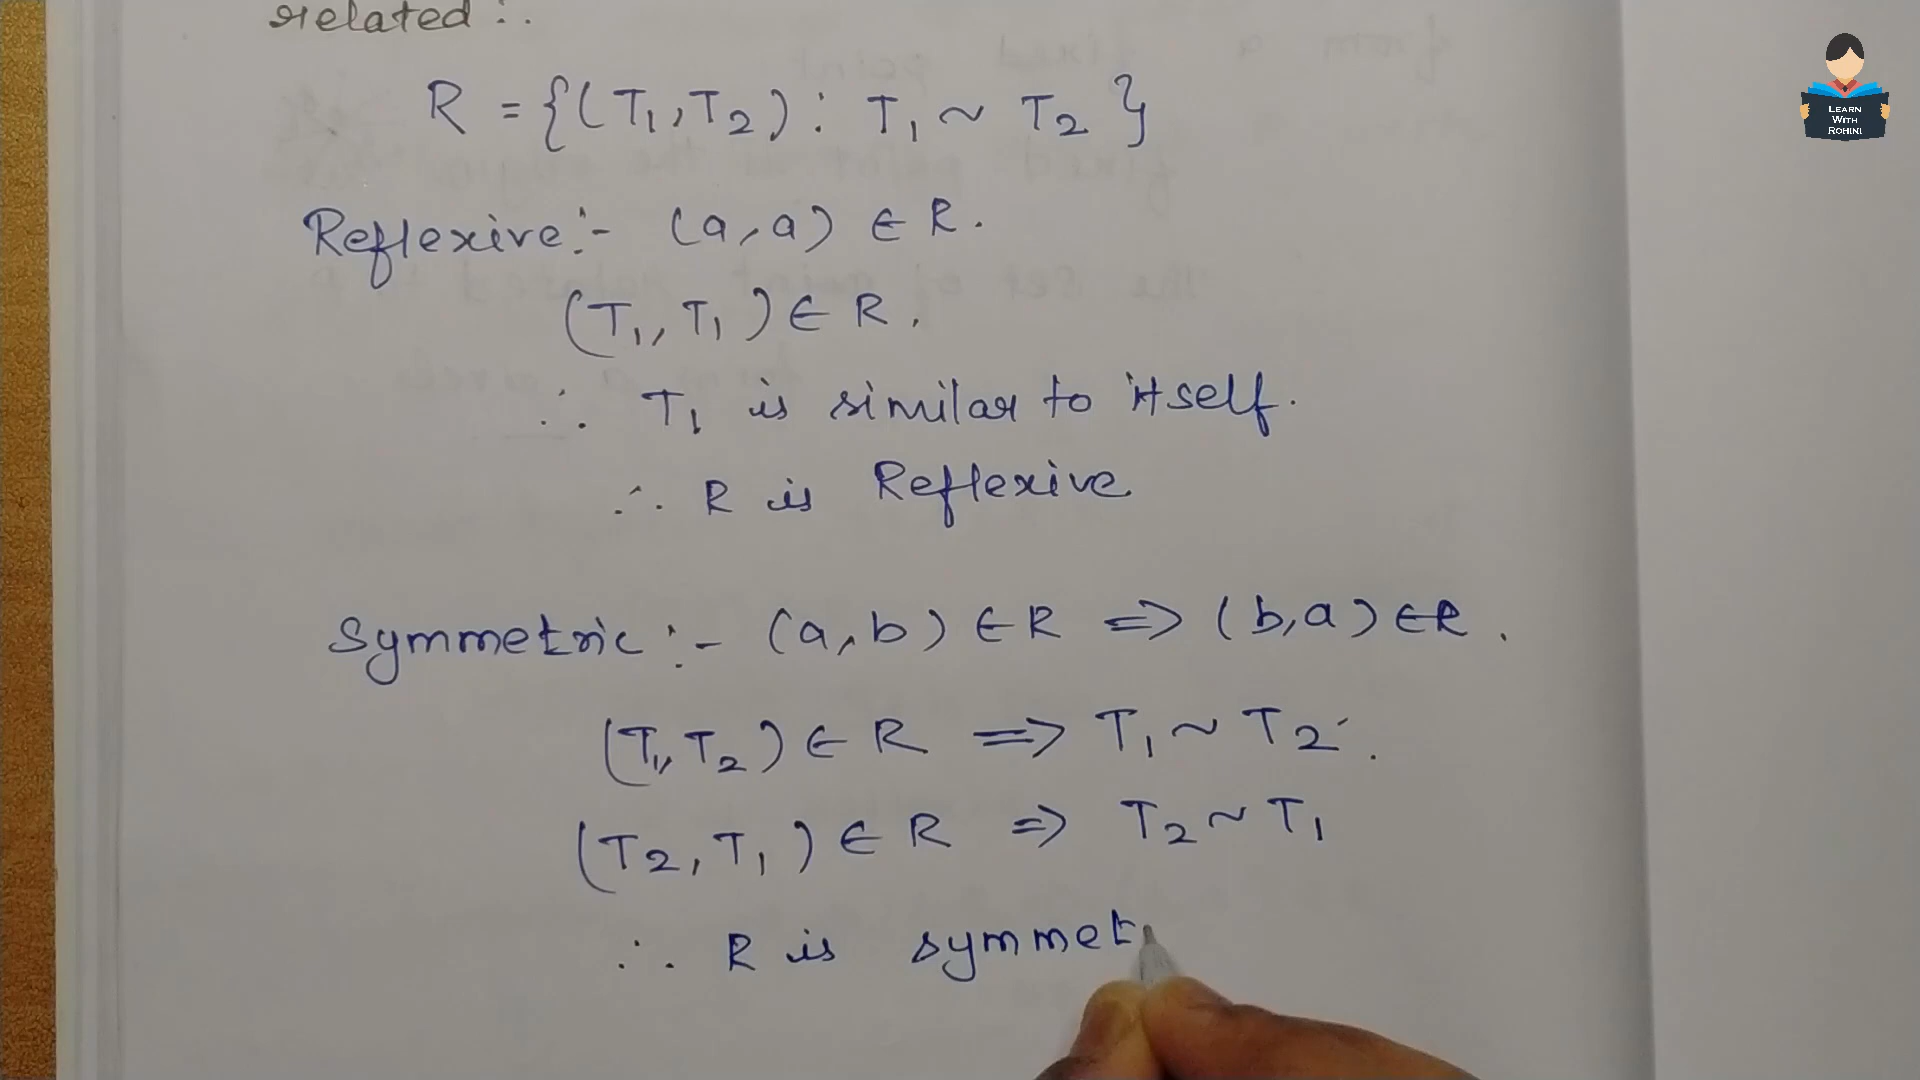 related :.
R = {(T₁, T₂) : T₁ ~ T₂}
Reflexive :- (a, a) ∈ R.
(T₁, T₁) ∈ R.
∴ T₁ is similar to itself.
∴ R is Reflexive
Symmetric :- (a, b) ∈ R => (b, a) ∈ R.
(T₁, T₂) ∈ R => T₁ ~ T₂.
(T₂, T₁) ∈ R => T₂ ~ T₁
∴ R is symmet
LEARN
WITH
ROHINI